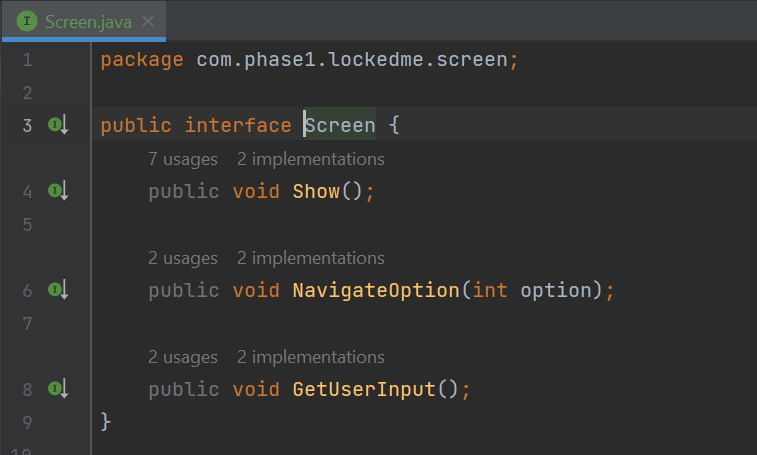 Screen.java
1 package com.phase1.lockedme.screen;
2
3 public interface Screen {
7 usages 2 implementations
4 public void Show();
5
2 usages 2 implementations
6 public void NavigateOption(int option);
7
2 usages 2 implementations
8 public void GetUserInput();
9 }
10